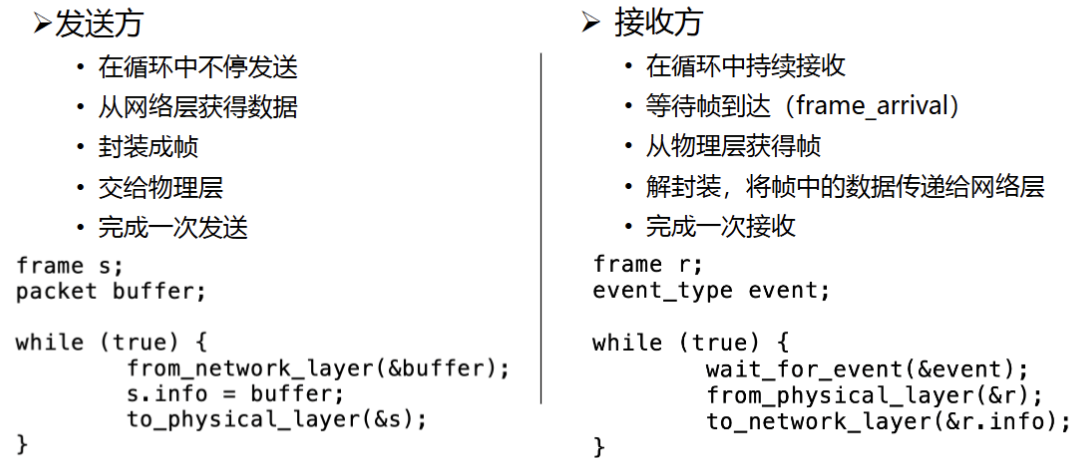 ➢发送方
• 在循环中不停发送
• 从网络层获得数据
• 封装成帧
• 交给物理层
• 完成一次发送
frame s;
packet buffer;
while (true) {
from_network_layer(&buffer);
s.info = buffer;
to_physical_layer(&s);
}
➢ 接收方
• 在循环中持续接收
• 等待帧到达（frame_arrival）
• 从物理层获得帧
• 解封装，将帧中的数据传递给网络层
• 完成一次接收
frame r;
event_type event;
while (true) {
wait_for_event(&event);
from_physical_layer(&r);
to_network_layer(&r.info);
}